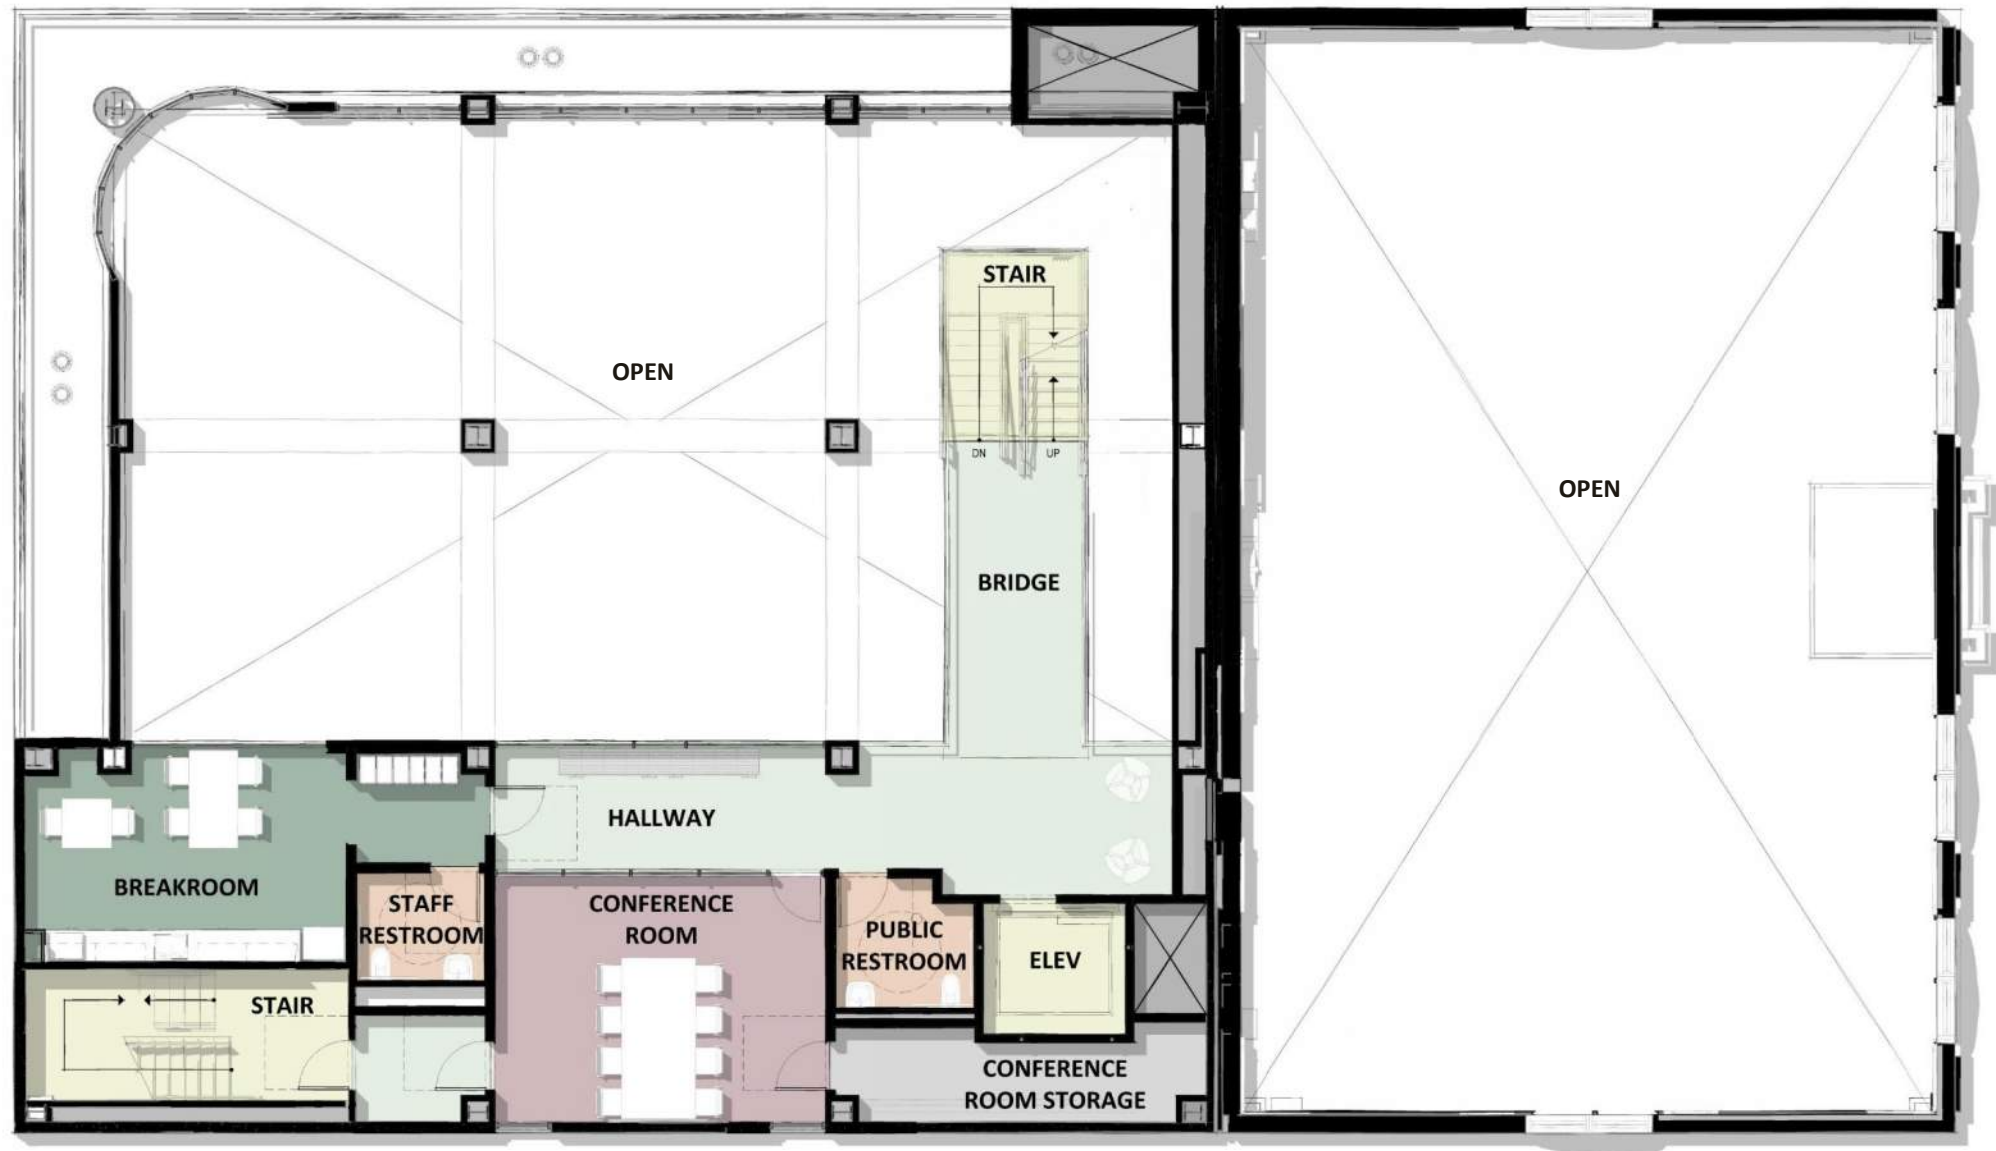 STAIR
OPEN
DN
UP
OPEN
BRIDGE
HALLWAY
BREAKROOM
STAFF
RESTROOM
CONFERENCE
ROOM
PUBLIC
RESTROOM
ELEV
STAIR
CONFERENCE
ROOM STORAGE